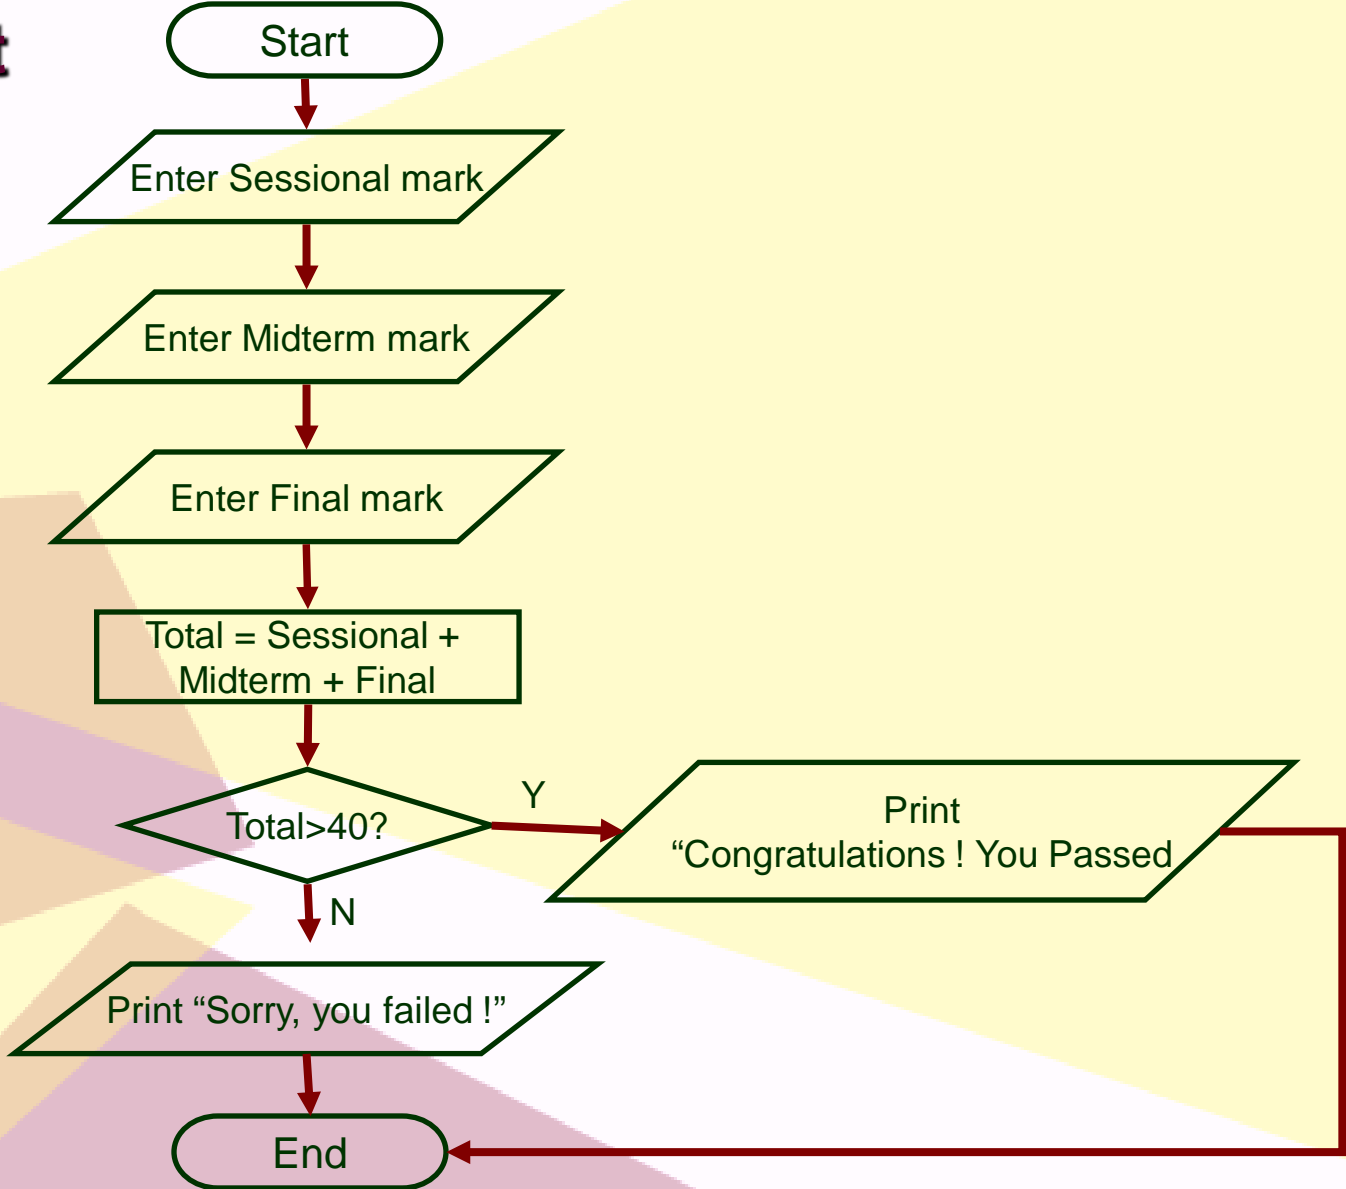 t
Start
Enter Sessional mark
Enter Midterm mark
Enter Final mark
Total = Sessional +
Midterm + Final
Total>40?
Y
Print
“Congratulations ! You Passed
N
Print “Sorry, you failed !”
End